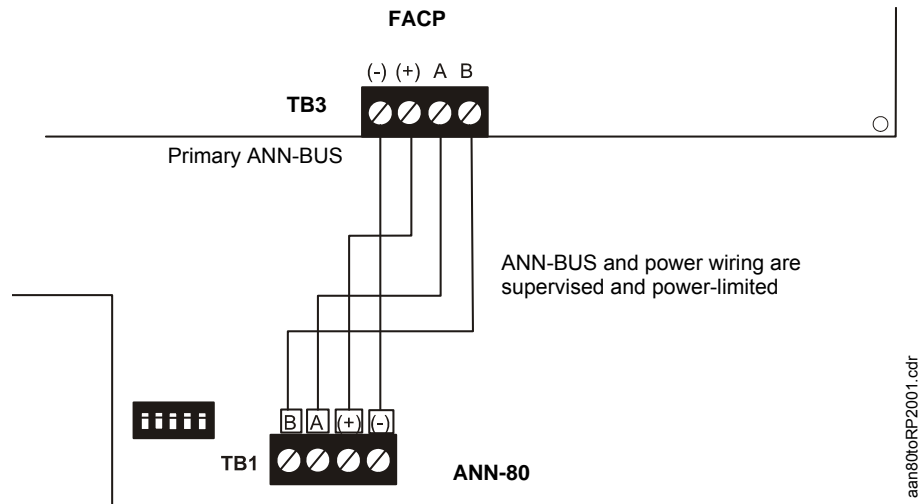 FACP
(-) (+) A B
TB3
Primary ANN-BUS
ANN-BUS and power wiring are
supervised and power-limited
B A (+) (-)
TB1
ANN-80
aan80toRP2001.cdr